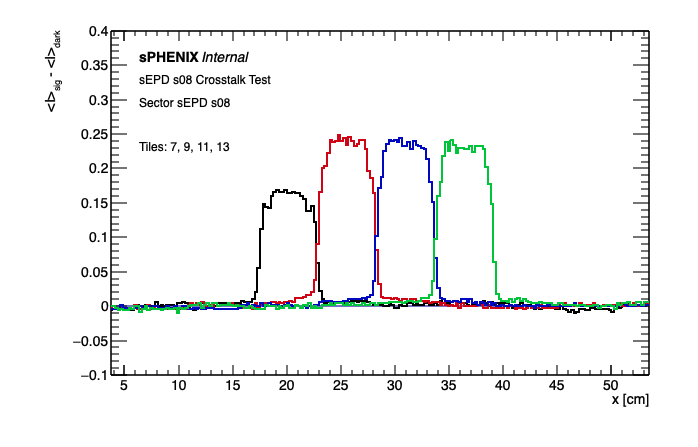 <I>sig - <I>dark
0.4
0.35
0.3
0.25
0.2
0.15
0.1
0.05
0
−0.05
−0.1
sPHENIX Internal
sEPD s08 Crosstalk Test
Sector sEPD s08
Tiles: 7, 9, 11, 13
5 10 15 20 25 30 35 40 45 50
x [cm]